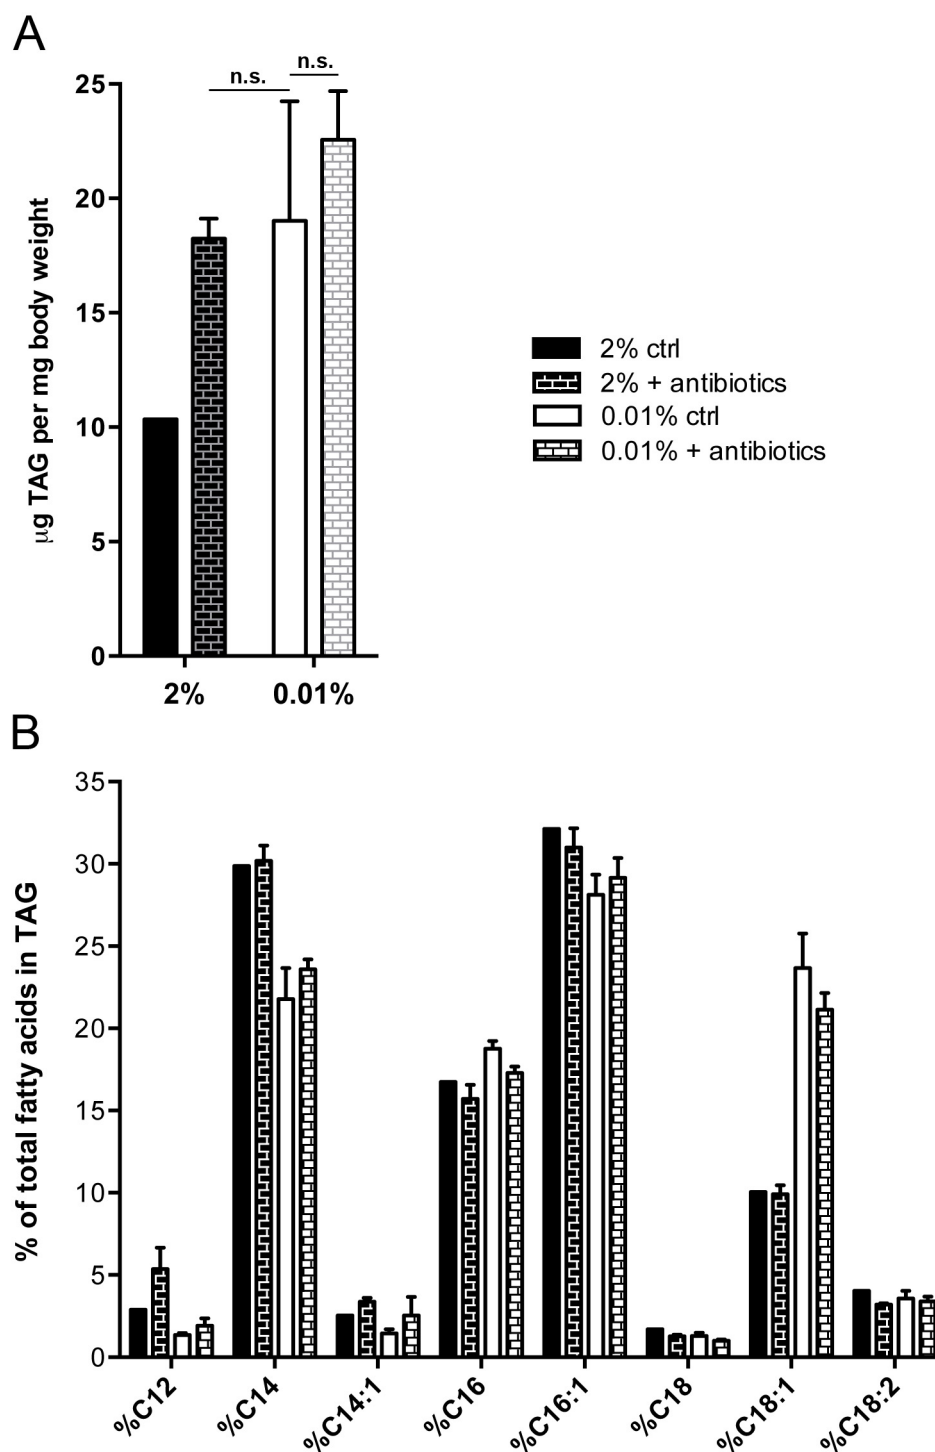 A
n.s.
n.s.
25
20
15
10
5
0
µg TAG per mg body weight
2%
0.01%
2% ctrl
2% + antibiotics
0.01% ctrl
0.01% + antibiotics
B
35
30
25
20
15
10
5
0
% of total fatty acids in TAG
%C12
%C14
%C14:1
%C16
%C16:1
%C18
%C18:1
%C18:2